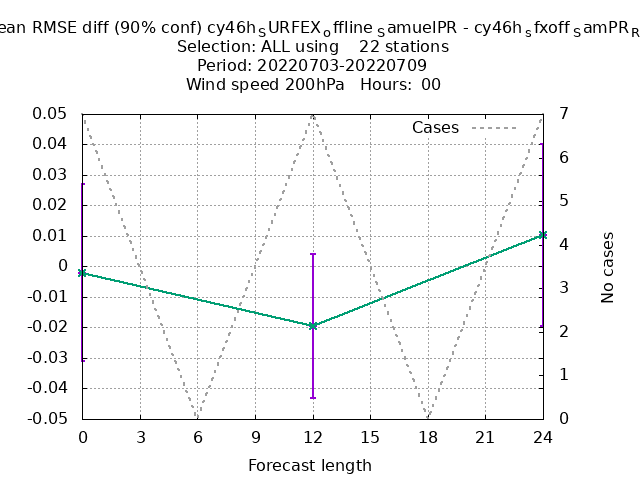 ean RMSE diff (90% conf) cy46hSURFEXoffline SamuelPR - cy46hsfxoffSamPRR
Selection: ALL using 22 stations
Period: 20220703-20220709
Wind speed 200hPa Hours: 00
Cases
0.05
0.04
0.03
0.02
0.01
0
-0.01
-0.02
-0.03
-0.04
-0.05
7
6
5
4
3
2
1
0
No cases
0 3 6 9 12 15 18 21 24
Forecast length